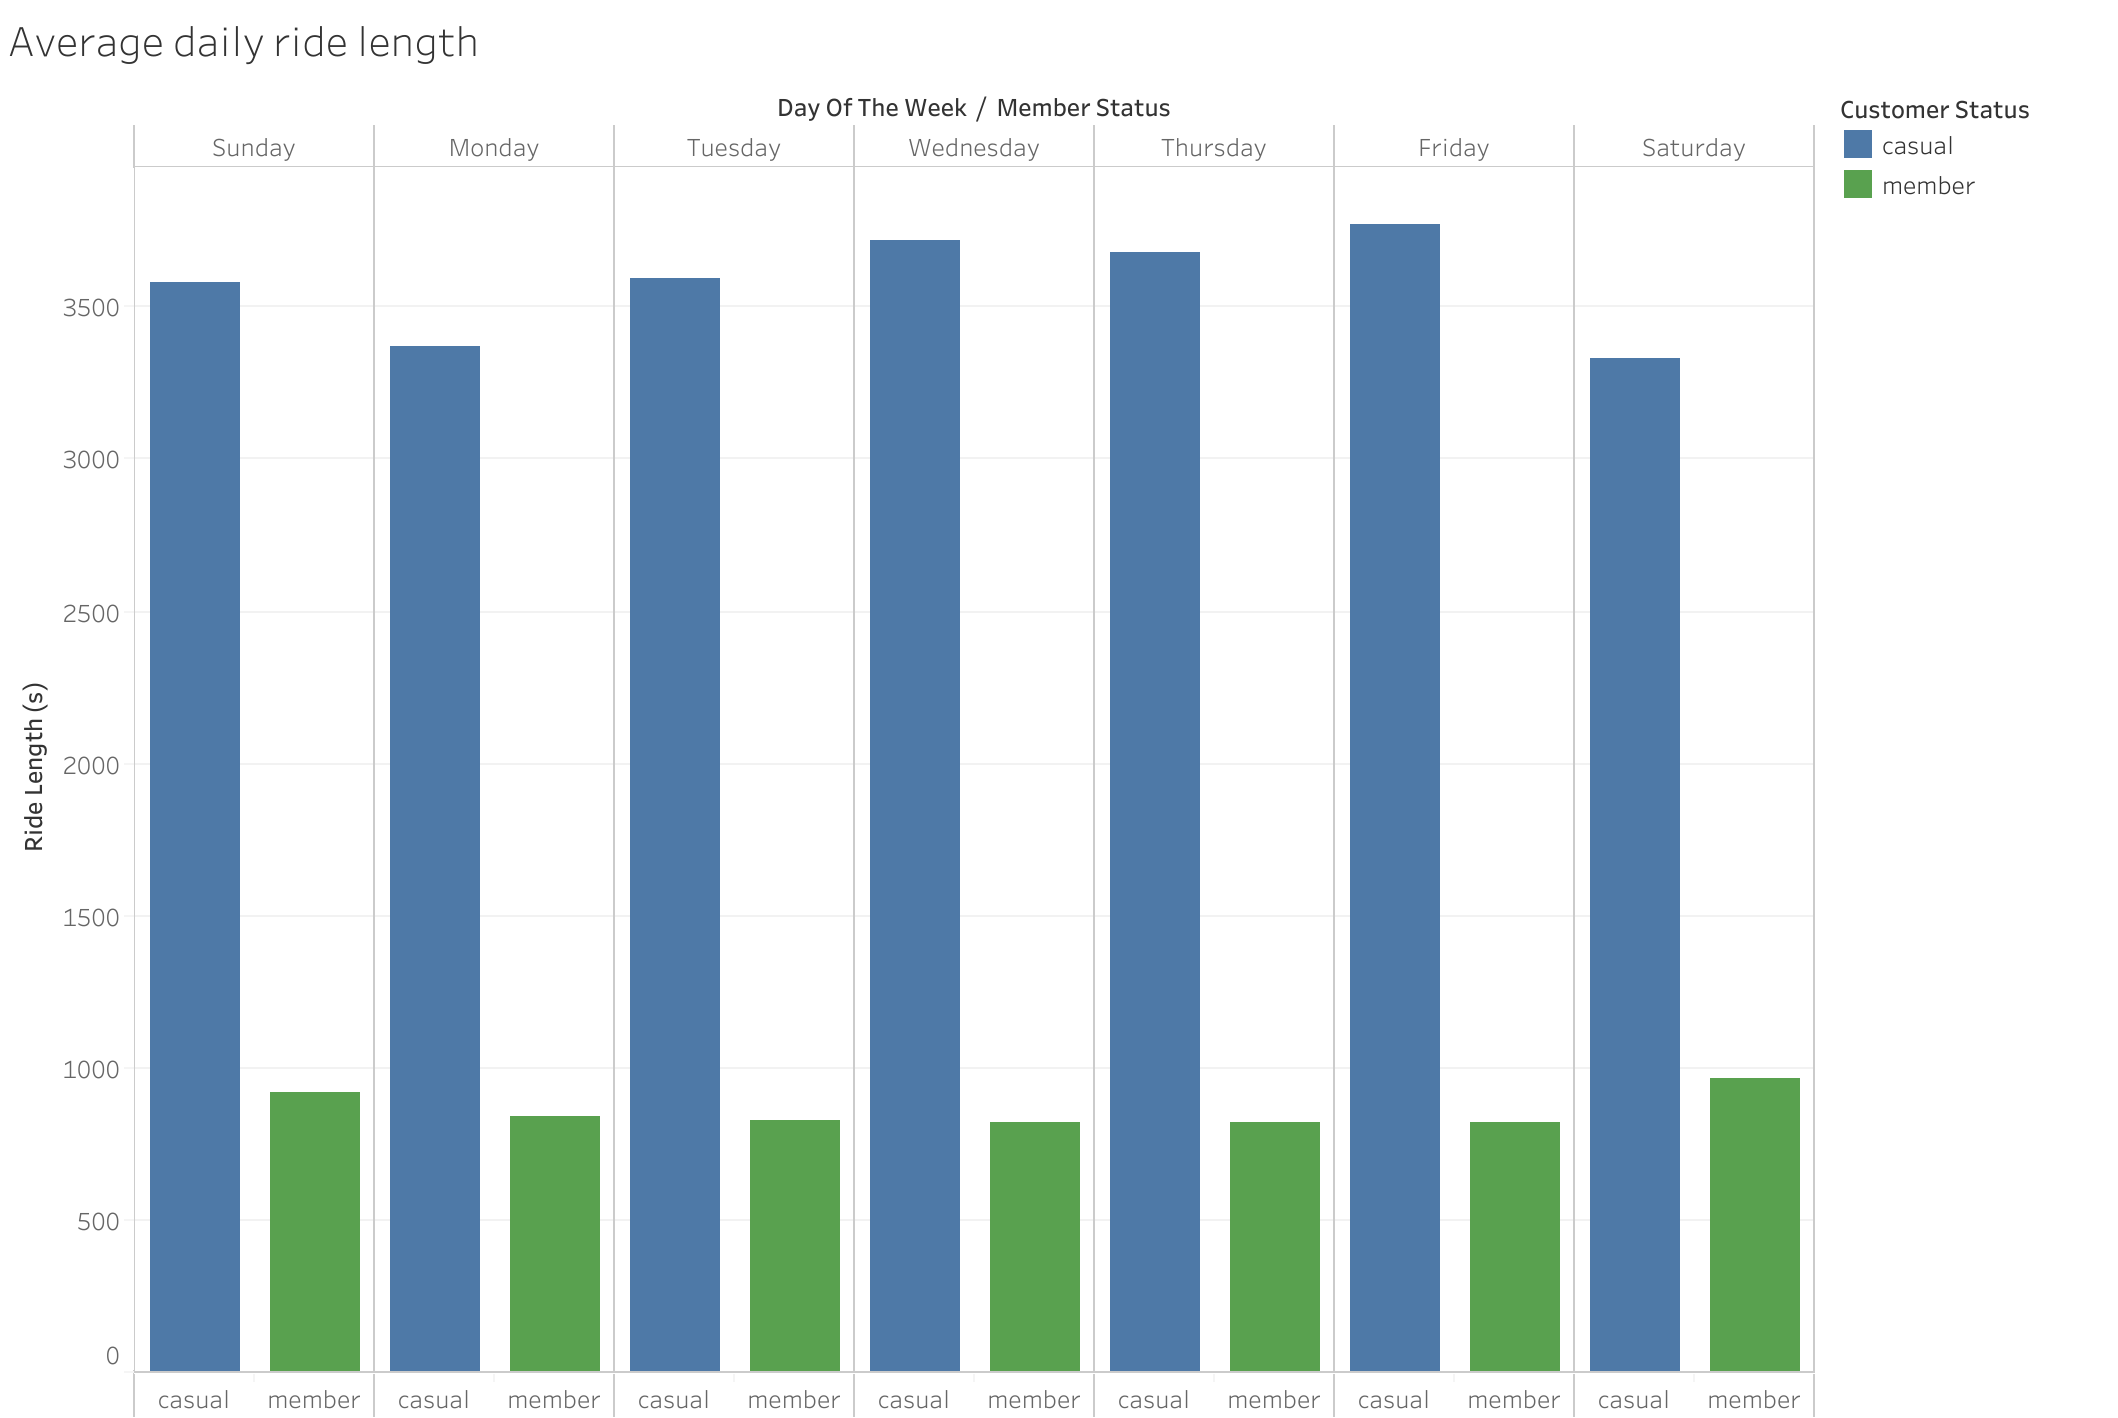 Average daily ride length
Day Of The Week / Member Status
Customer Status
casual
member
Sunday Monday Tuesday Wednesday Thursday Friday Saturday
3500
3000
2500
2000
1500
1000
500
0
Ride Length (s)
casual member casual member casual member casual member casual member casual member casual member